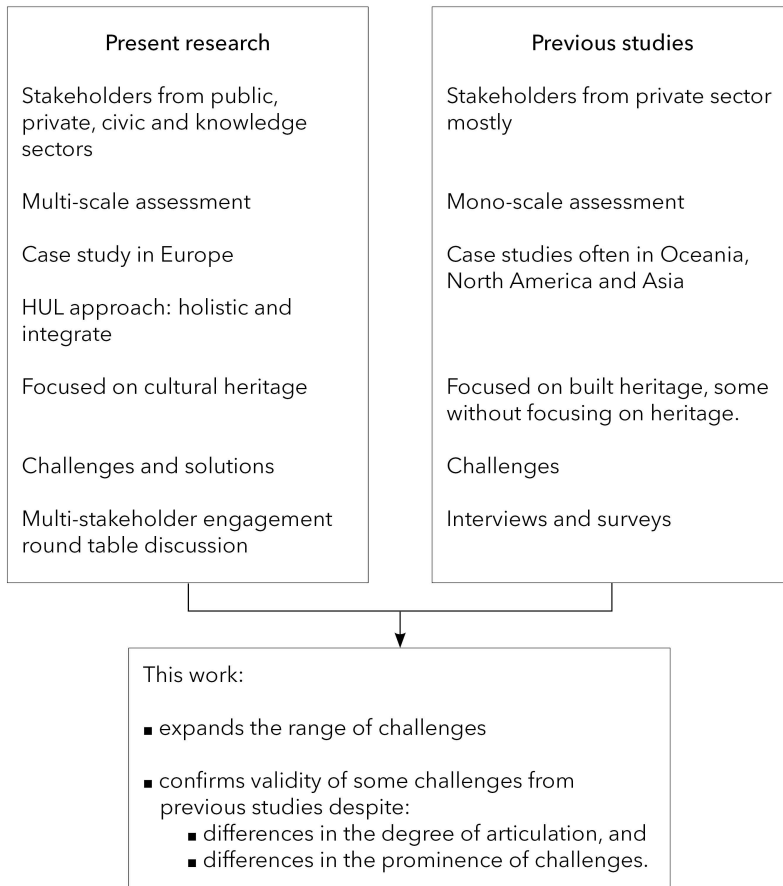 Present research
Stakeholders from public,
private, civic and knowledge
sectors
Multi-scale assessment
Case study in Europe
HUL approach: holistic and
integrate
Focused on cultural heritage
Challenges and solutions
Multi-stakeholder engagement
round table discussion
Previous studies
Stakeholders from private sector
mostly
Mono-scale assessment
Case studies often in Oceania,
North America and Asia
Focused on built heritage, some
without focusing on heritage.
Challenges
Interviews and surveys
This work:
▪ expands the range of challenges
▪ confirms validity of some challenges from
previous studies despite:
▪ differences in the degree of articulation, and
▪ differences in the prominence of challenges.